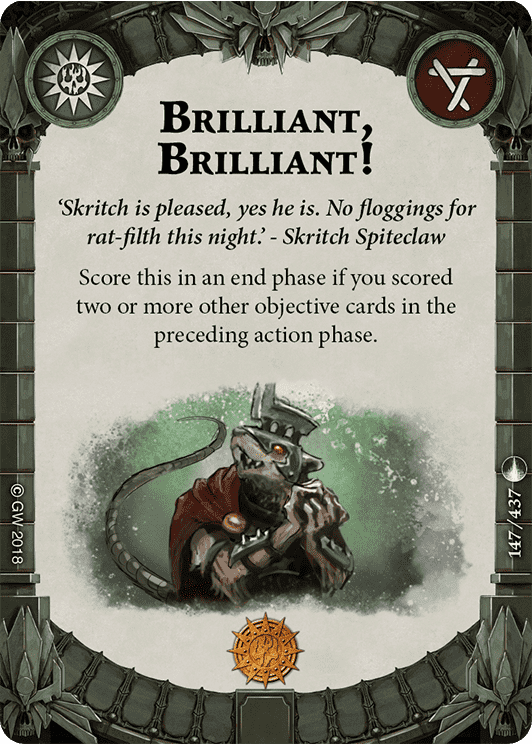 Brilliant,
Brilliant!
‘Skritch is pleased, yes he is. No floggings for
rat-filth this night.’ - Skritch Spiteclaw
Score this in an end phase if you scored
two or more other objective cards in the
preceding action phase.
© GW 2018
147/437